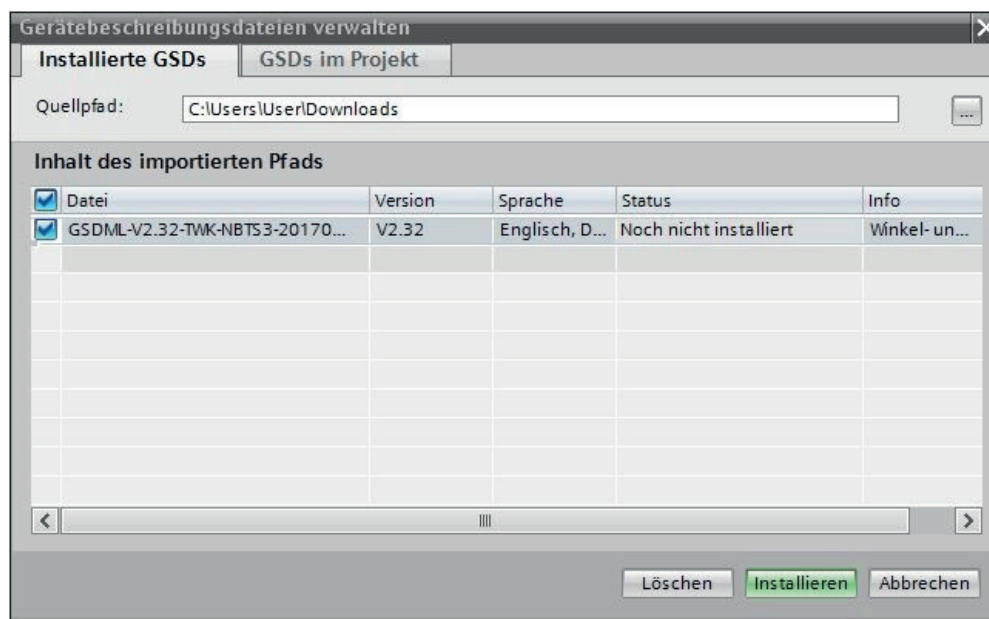 Gerätebeschreibungsdateien verwalten
Installierte GSDs GSDs im Projekt
Quellpfad: C:\Users\User\Downloads ...
Inhalt des importierten Pfads
Datei Version Sprache Status Info
GSDML-V2.32-TWK-NBTS3-20170... V2.32 Englisch, D... Noch nicht installiert Winkel- un...
Löschen Installieren Abbrechen